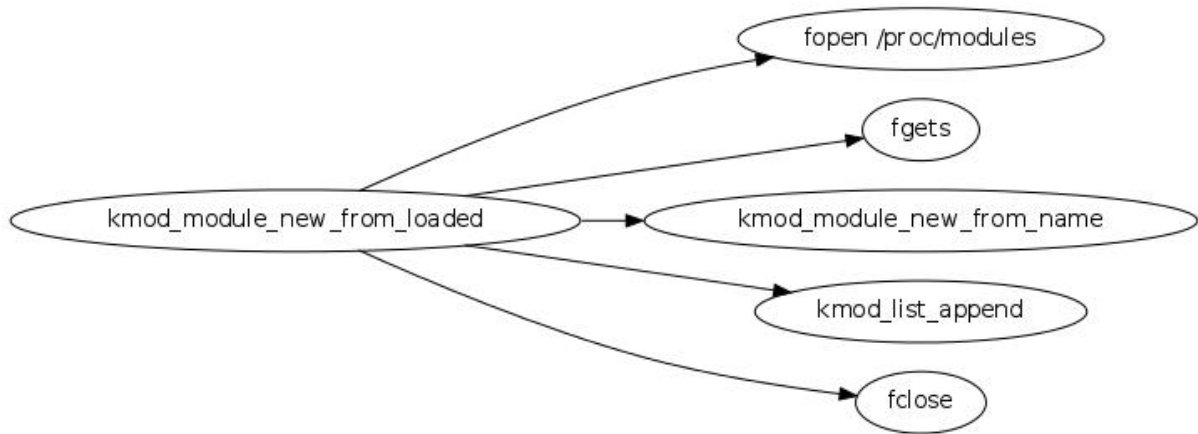 fopen /proc/modules
fgets
kmod_module_new_from_loaded
kmod_module_new_from_name
kmod_list_append
fclose